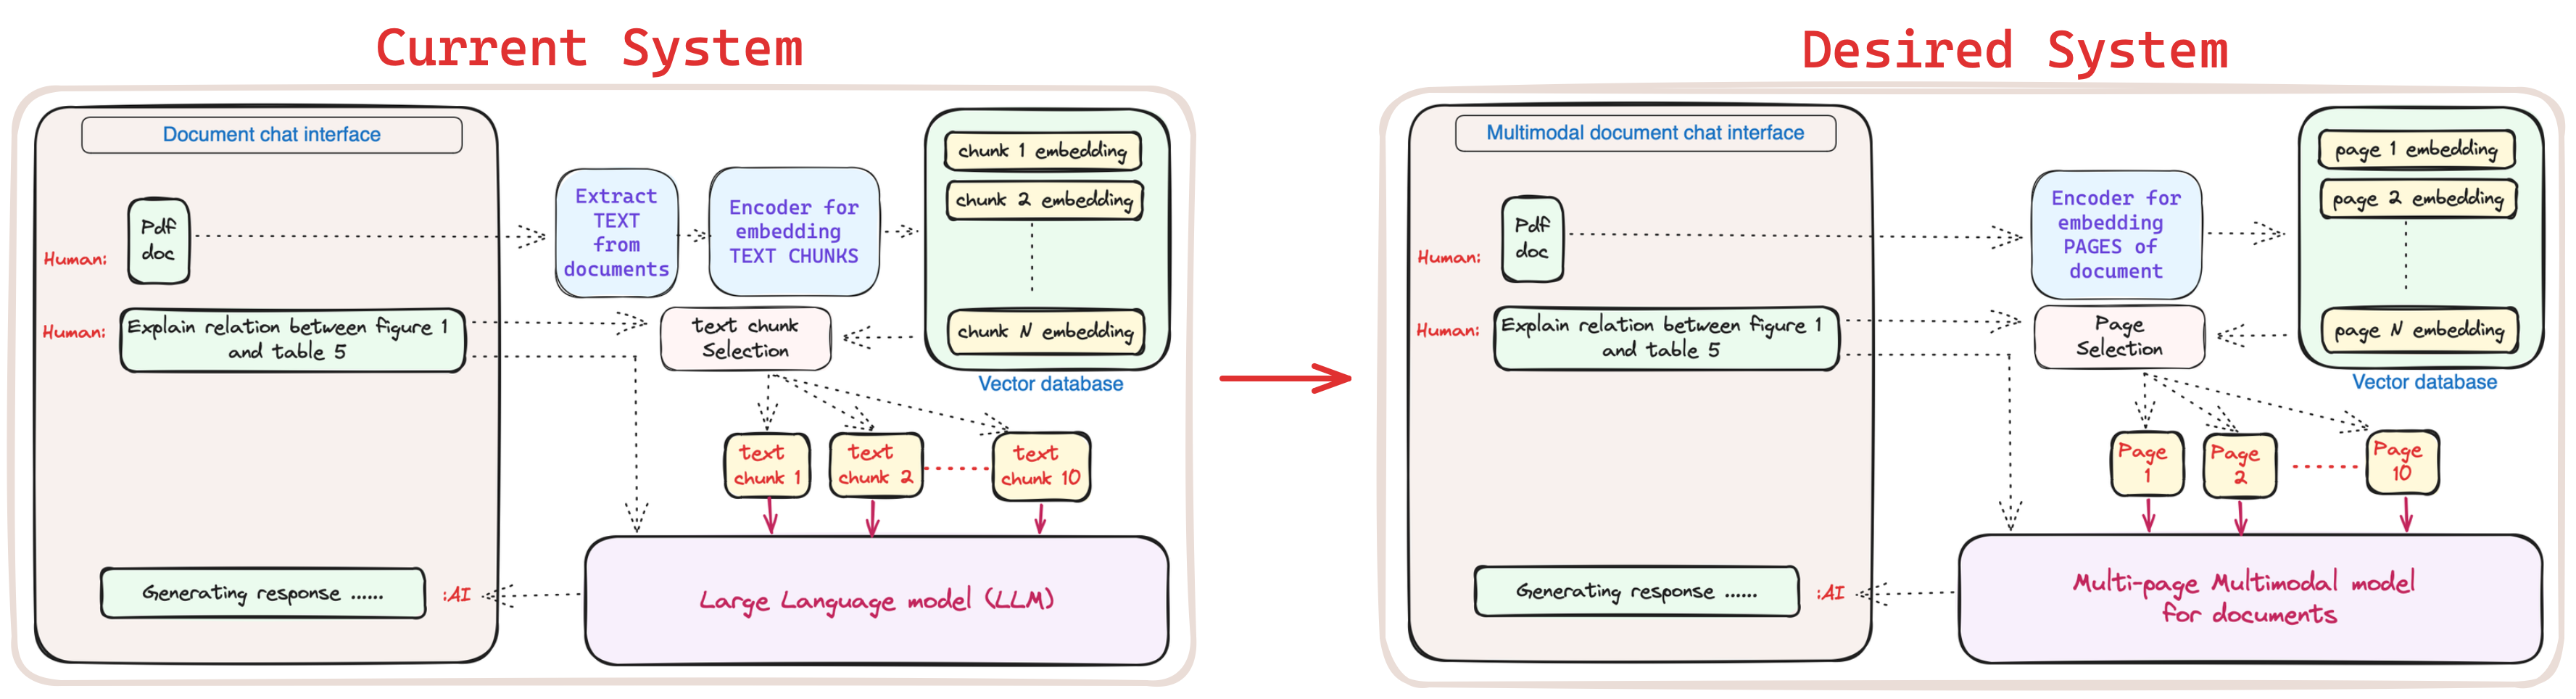 Current System
Document chat interface
Human:
Pdf
doc
Extract
TEXT
from
documents
Encoder for
embedding
TEXT CHUNKS
chunk 1 embedding
chunk 2 embedding
chunk N embedding
Vector database
Human:
Explain relation between figure 1
and table 5
text chunk
Selection
text
chunk 1
text
chunk 2
text
chunk 10
Large Language model (LLM)
Generating response ......
:AI
Desired System
Multimodal document chat interface
Human:
Pdf
doc
Encoder for
embedding
PAGES of
document
page 1 embedding
page 2 embedding
page N embedding
Vector database
Human:
Explain relation between figure 1
and table 5
Page
Selection
Page
1
Page
2
Page
10
Multi-page Multimodal model
for documents
Generating response ......
:AI